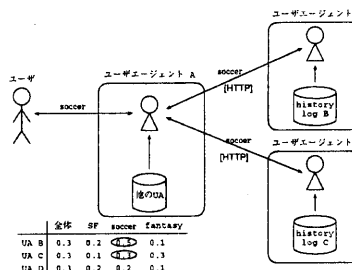 ユーザ
ユーザエージェント A
ユーザエージェント
ユーザエージェント
soccer
soccer
[HTTP]
soccer
[HTTP]
history
log B
history
log C
他のUA
全体 SF soccer fantasy
UA B 0.3 0.2 0.5 0.1
UA C 0.3 0.1 0.3 0.3
UA D 0.3 0.2 0.2 0.1